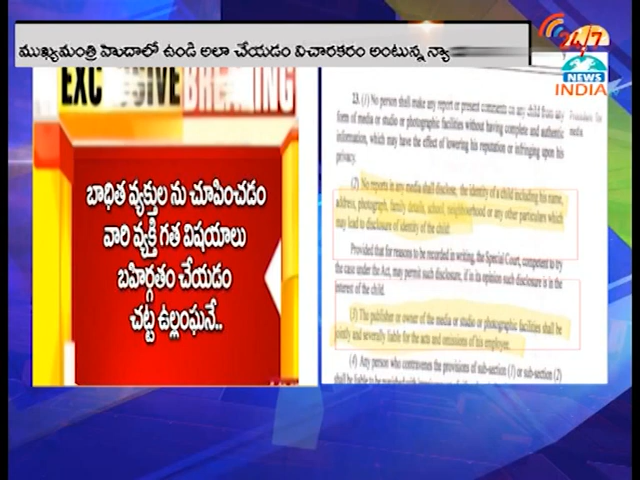 ముఖ్యమంత్రి హోదాలో ఉండి అలా చేయడం విచారకరం అంటున్న న్యా
24/7
NEWS
INDIA
BREAKING
బాధిత వ్యక్తుల ను చూపించడం
వారి వ్యక్తి గత విషయాలు
బహిర్గతం చేయడం
చట్ట ఉల్లంఘనే..
23. (1) No person shall make any report or present comments on any child from any
form of media or studio or photographic facilities without having complete and authentic
information, which may have the effect of lowering his reputation or infringing upon his
privacy.
Procedure for
media.
(2) No reports in any media shall disclose, the identity of a child including his name,
address, photograph, family details, school, neighbourhood or any other particulars which
may lead to disclosure of identity of the child:
Provided that for reasons to be recorded in writing, the Special Court, competent to try
the case under the Act, may permit such disclosure, if in its opinion such disclosure is in the
interest of the child.
(3) The publisher or owner of the media or studio or photographic facilities shall be
jointly and severally liable for the acts and omissions of his employee.
(4) Any person who contravenes the provisions of sub-section (1) or sub-section (2)
shall be liable to be